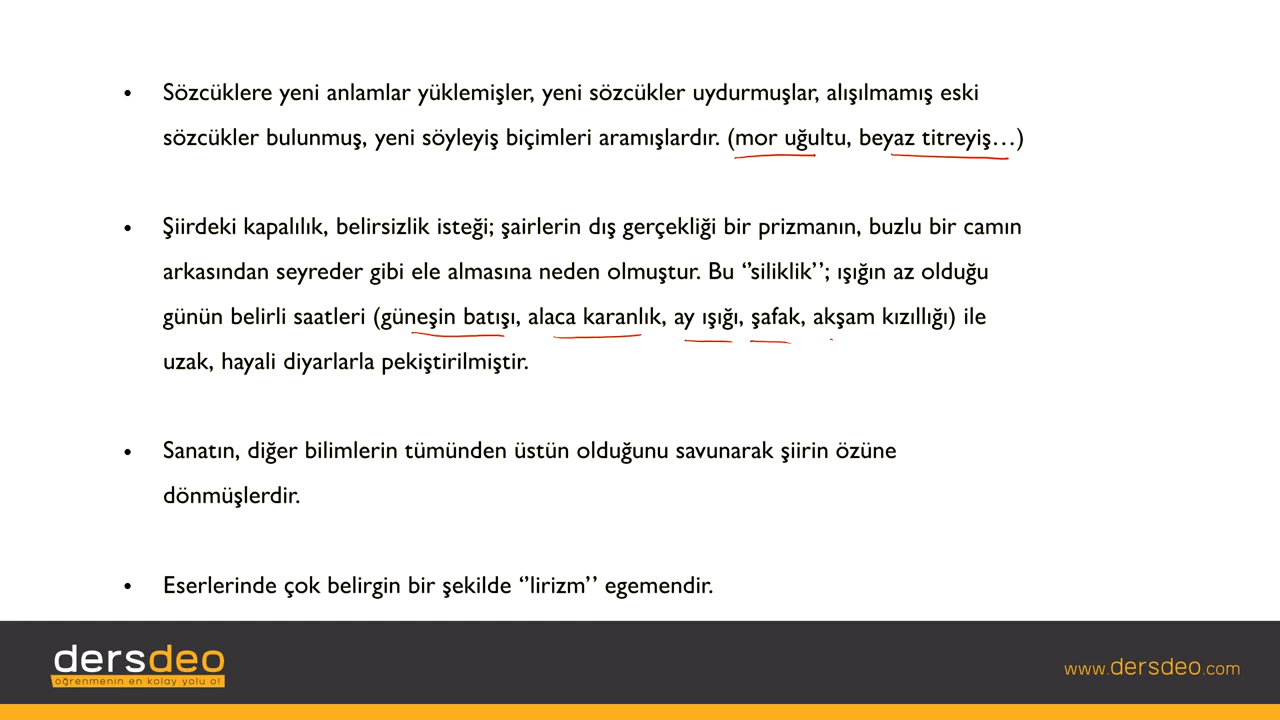 • Sözcüklere yeni anlamlar yüklemişler, yeni sözcükler uydurmuşlar, alışılmamış eski
sözcükler bulunmuş, yeni söyleyiş biçimleri aramışlardır. (mor uğultu, beyaz titreyiş…)
• Şiirdeki kapalılık, belirsizlik isteği; şairlerin dış gerçekliği bir prizmanın, buzlu bir camın
arkasından seyreder gibi ele almasına neden olmuştur. Bu ‘’siliklik’’; ışığın az olduğu
günün belirli saatleri (güneşin batışı, alaca karanlık, ay ışığı, şafak, akşam kızıllığı) ile
uzak, hayali diyarlarla pekiştirilmiştir.
• Sanatın, diğer bilimlerin tümünden üstün olduğunu savunarak şiirin özüne
dönmüşlerdir.
• Eserlerinde çok belirgin bir şekilde ‘’lirizm’’ egemendir.
dersdeo
öğrenmenin en kolay yolu o!
www.dersdeo.com